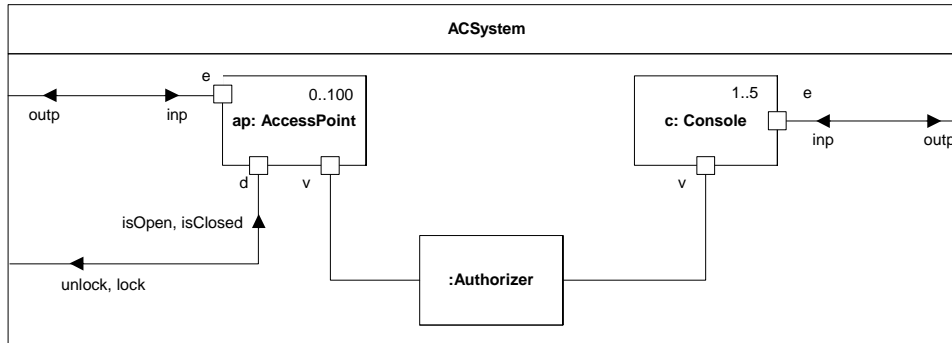 ACSystem
e
0..100
ap: AccessPoint
outp
inp
d
v
1..5
e
c: Console
inp
outp
v
isOpen, isClosed
unlock, lock
:Authorizer